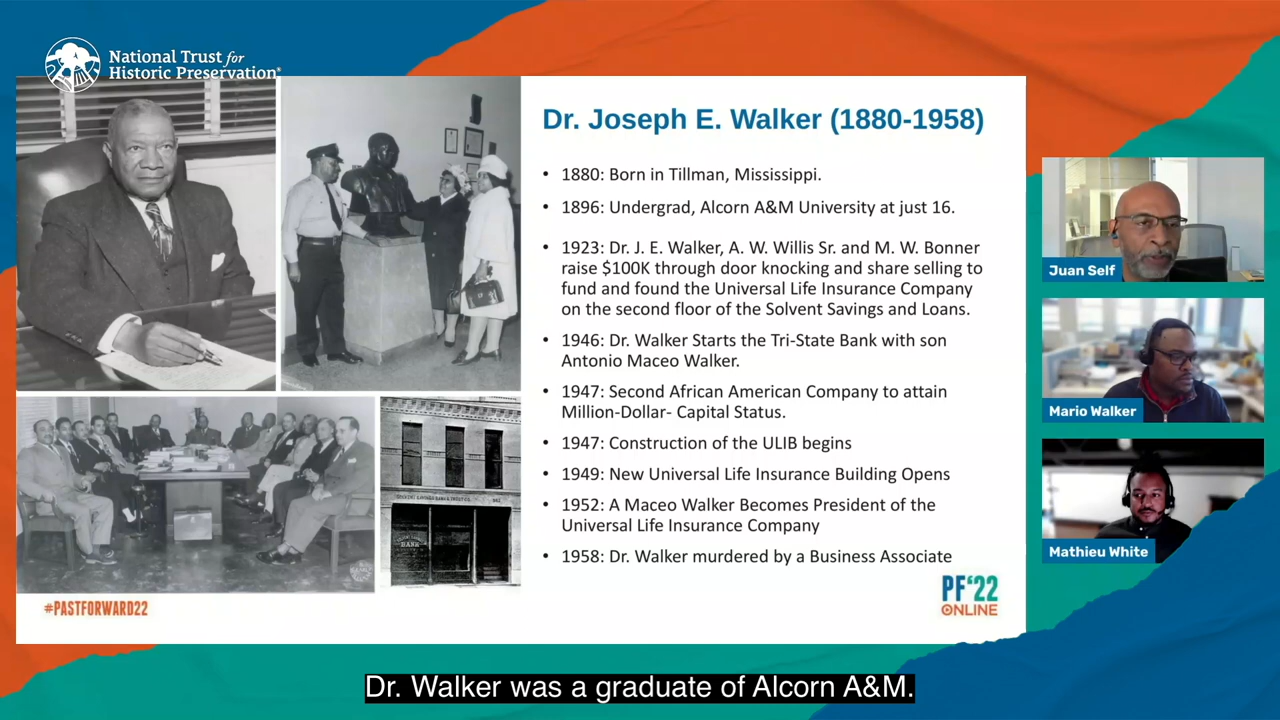 National Trust for
Historic Preservation®
Dr. Joseph E. Walker (1880-1958)
• 1880: Born in Tillman, Mississippi.
• 1896: Undergrad, Alcorn A&M University at just 16.
• 1923: Dr. J. E. Walker, A. W. Willis Sr. and M. W. Bonner
raise $100K through door knocking and share selling to
fund and found the Universal Life Insurance Company
on the second floor of the Solvent Savings and Loans.
• 1946: Dr. Walker Starts the Tri-State Bank with son
Antonio Maceo Walker.
• 1947: Second African American Company to attain
Million-Dollar- Capital Status.
• 1947: Construction of the ULIB begins
• 1949: New Universal Life Insurance Building Opens
• 1952: A Maceo Walker Becomes President of the
Universal Life Insurance Company
• 1958: Dr. Walker murdered by a Business Associate
Juan Self
Mario Walker
Mathieu White
BANK
#PASTFORWARD22
PF'22
ONLINE
Dr. Walker was a graduate of Alcorn A&M.